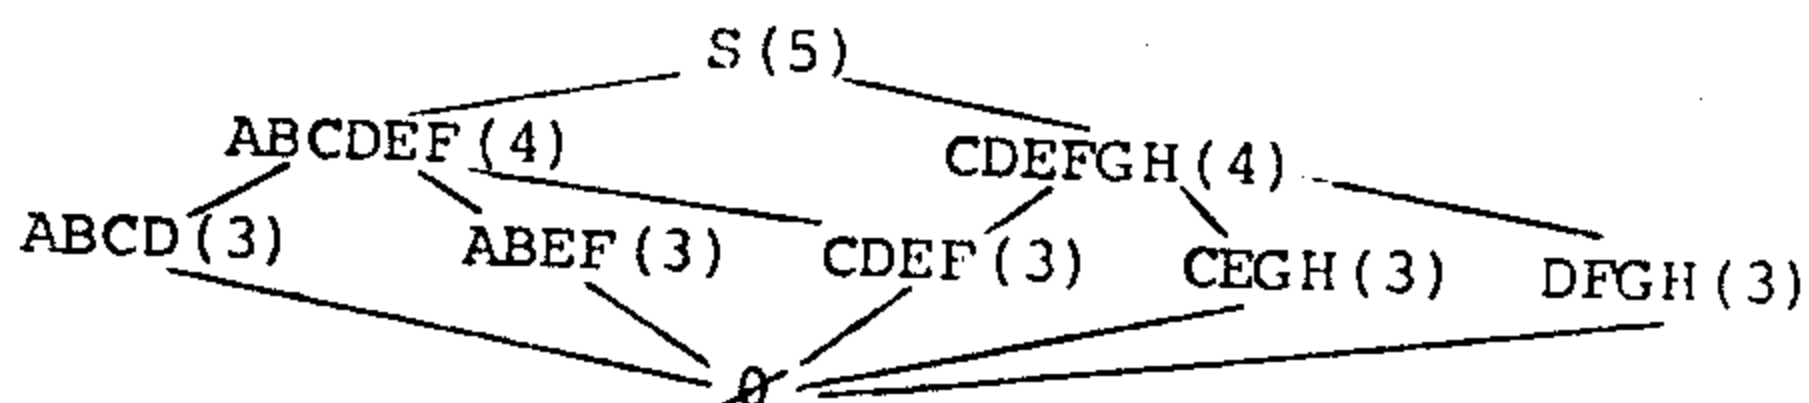 S(5)
ABCDEF(4) CDEFGH(4)
ABCD(3) ABEF(3) CDEF(3) CEGH(3) DFGH(3)
∅